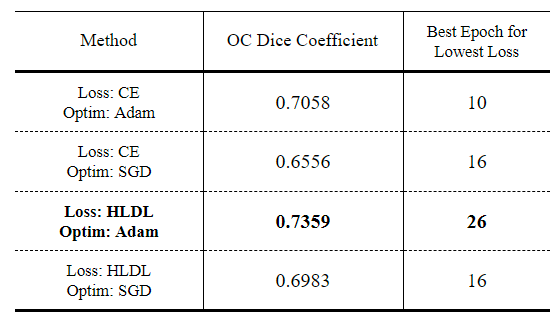 Method OC Dice Coefficient Best Epoch for
Lowest Loss
Loss: CE
Optim: Adam 0.7058 10
Loss: CE
Optim: SGD 0.6556 16
Loss: HLDL
Optim: Adam 0.7359 26
Loss: HLDL
Optim: SGD 0.6983 16